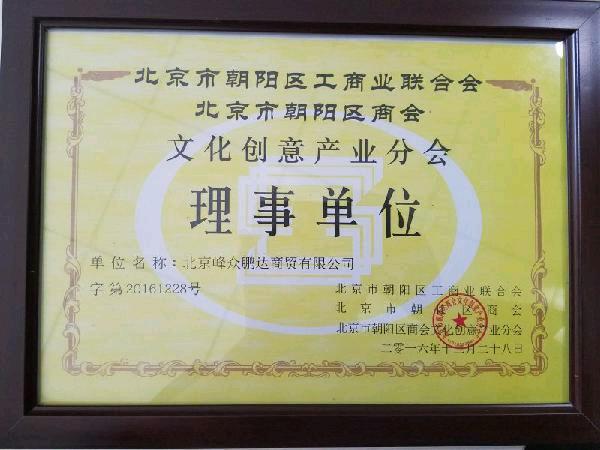 北京市朝阳区工商业联合会
北京市朝阳区商会
文化创意产业分会
理事单位
单位名称:北京峰众鹏达商贸有限公司
字第20161228号
北京市朝阳区工商业联合会
北京市朝阳区商会
北京市朝阳区商会文化创意产业分会
二零一六年十二月二十八日